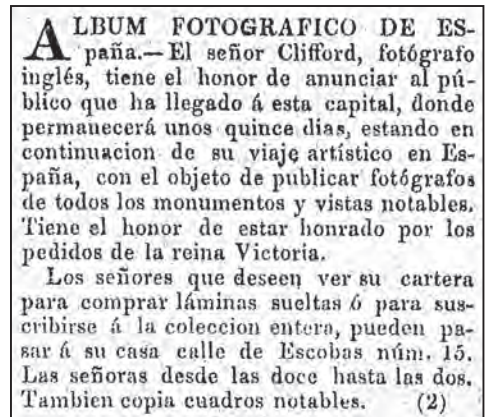 ALBUM FOTOGRAFICO DE ES-
paña.—El señor Clifford, fotógrafo
inglés, tiene el honor de anunciar al pú-
blico que ha llegado á esta capital, donde
permanecerá unos quince dias, estando en
continuacion de su viaje artístico en Es-
paña, con el objeto de publicar fotógrafos
de todos los monumentos y vistas notables.
Tiene el honor de estar honrado por los
pedidos de la reina Victoria.
Los señores que deseen ver su cartera
para comprar láminas sueltas ó para sus-
cribirse á la coleccion entera, pueden pa-
sar á su casa calle de Escobas núm. 15.
Las señoras desde las doce hasta las dos.
Tambien copia cuadros notables. (2)